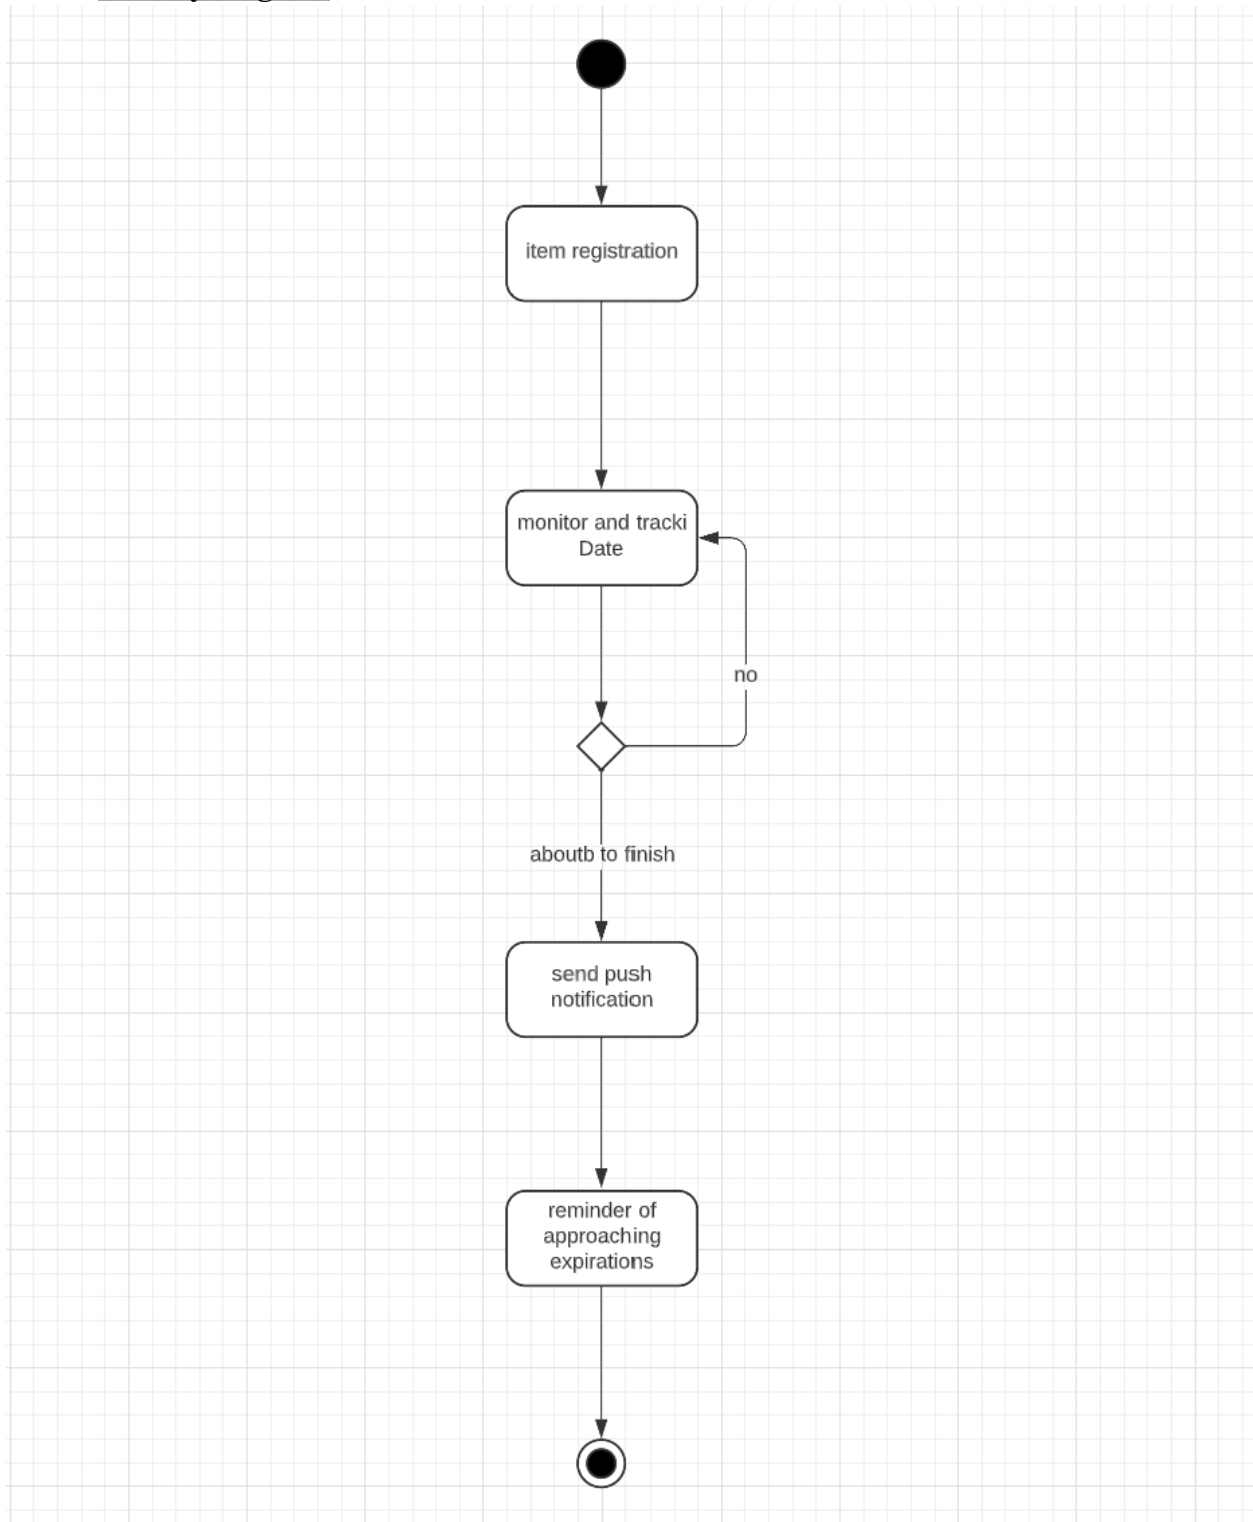 item registration
monitor and tracki
Date
no
aboutb to finish
send push
notification
reminder of
approaching
expirations